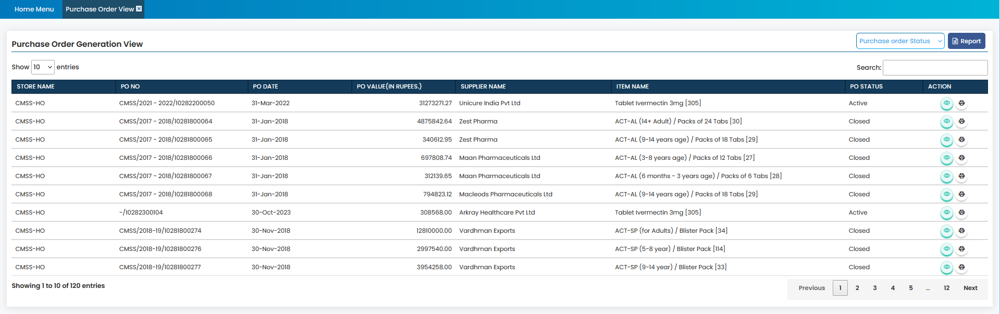 Home Menu Purchase Order View
Purchase Order Generation View Purchase order Status Report
Show 10 entries Search:
STORE NAME PO NO PO DATE PO VALUE(IN RUPEES.) SUPPLIER NAME ITEM NAME PO STATUS ACTION
CMSS-HO CMSS/2021 - 2022/10282200050 31-Mar-2022 31273271.27 Unicure India Pvt Ltd Tablet Ivermectin 3mg [305] Active
CMSS-HO CMSS/2017 - 2018/10281800064 31-Jan-2018 4875842.64 Zest Pharma ACT-AL (14+ Adult) / Packs of 24 Tabs [30] Closed
CMSS-HO CMSS/2017 - 2018/10281800065 31-Jan-2018 340612.95 Zest Pharma ACT-AL (9-14 years age) / Packs of 18 Tabs [29] Closed
CMSS-HO CMSS/2017 - 2018/10281800066 31-Jan-2018 697808.74 Maan Pharmaceuticals Ltd ACT-AL (3-8 years age) / Packs of 12 Tabs [27] Closed
CMSS-HO CMSS/2017 - 2018/10281800067 31-Jan-2018 312139.65 Maan Pharmaceuticals Ltd ACT-AL (6 months - 3 years age) / Packs of 6 Tabs [28] Closed
CMSS-HO CMSS/2017 - 2018/10281800068 31-Jan-2018 794823.12 Macleods Pharmaceuticals Ltd ACT-AL (9-14 years age) / Packs of 18 Tabs [29] Closed
CMSS-HO -/10282300104 30-Oct-2023 308568.00 Arkray Healthcare Pvt Ltd Tablet Ivermectin 3mg [305] Active
CMSS-HO CMSS/2018-19/10281800274 30-Nov-2018 12810000.00 Vardhman Exports ACT-SP (for Adults) / Blister Pack [34] Closed
CMSS-HO CMSS/2018-19/10281800276 30-Nov-2018 2997540.00 Vardhman Exports ACT-SP (5-8 year) / Blister Pack [114] Closed
CMSS-HO CMSS/2018-19/10281800277 30-Nov-2018 3954258.00 Vardhman Exports ACT-SP (9-14 year) / Blister Pack [33] Closed
Showing 1 to 10 of 120 entries Previous 1 2 3 4 5 … 12 Next